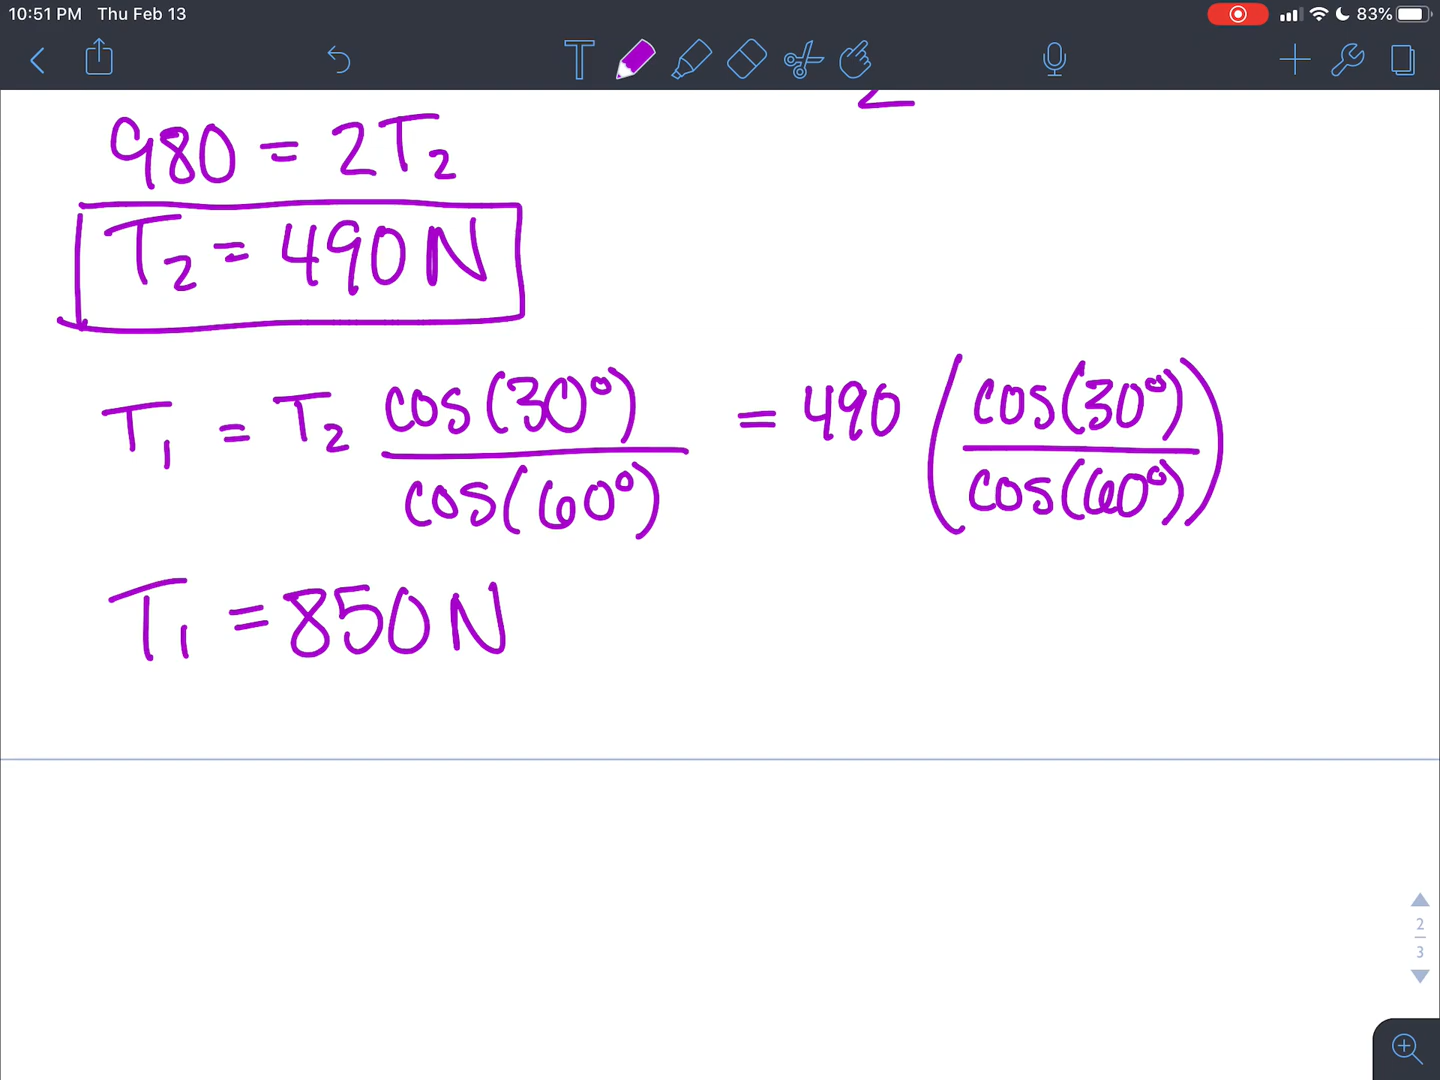 10:51 PM Thu Feb 13 83%
T
2
980 = 2T₂
T₂ = 490 N
T₁ = T₂ cos(30°) / cos(60°) = 490 (cos(30°) / cos(60°))
T₁ = 850 N
2
3